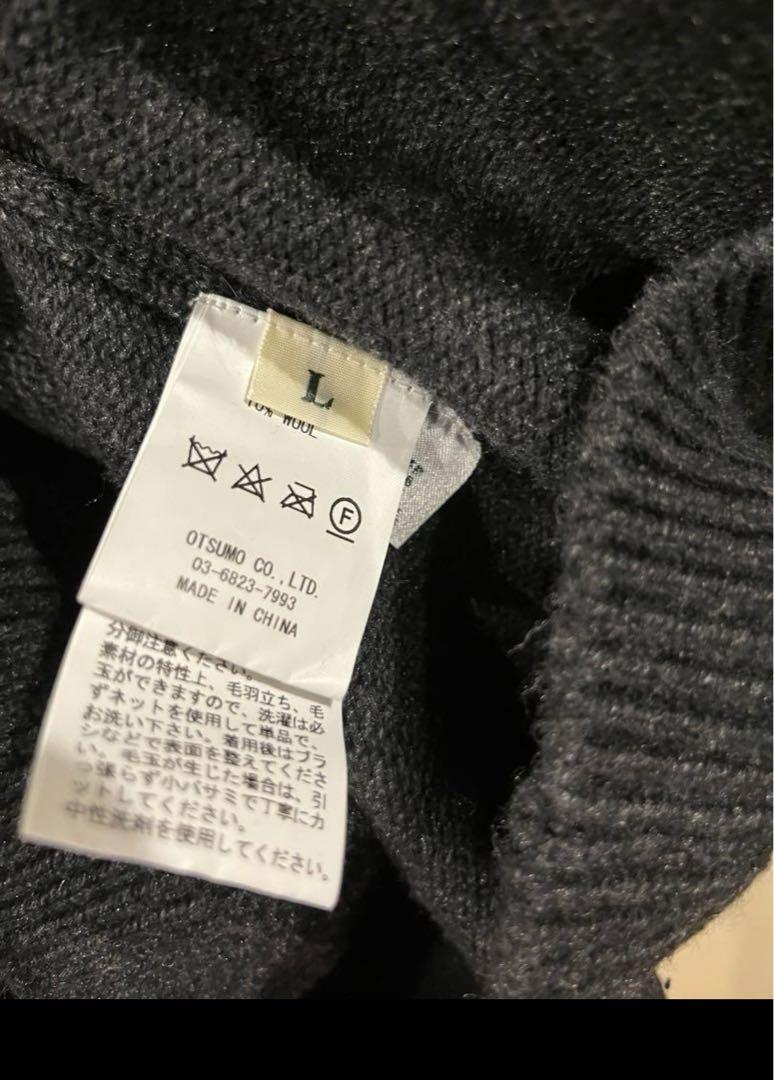 L
WOOL
F
OTSUMO CO.,LTD.
03-6823-7993
MADE IN CHINA
分御注意ください。
素材の特性上、毛羽立ち、毛
玉ができますので、洗濯は必
ずネットを使用して単品で、
お洗い下さい。着用後はブラ
シなどで表面を整えてくださ
い。毛玉が生じた場合は、引
っ張らず小バサミで丁寧にカ
ットしてください。
中性洗剤を使用してください。